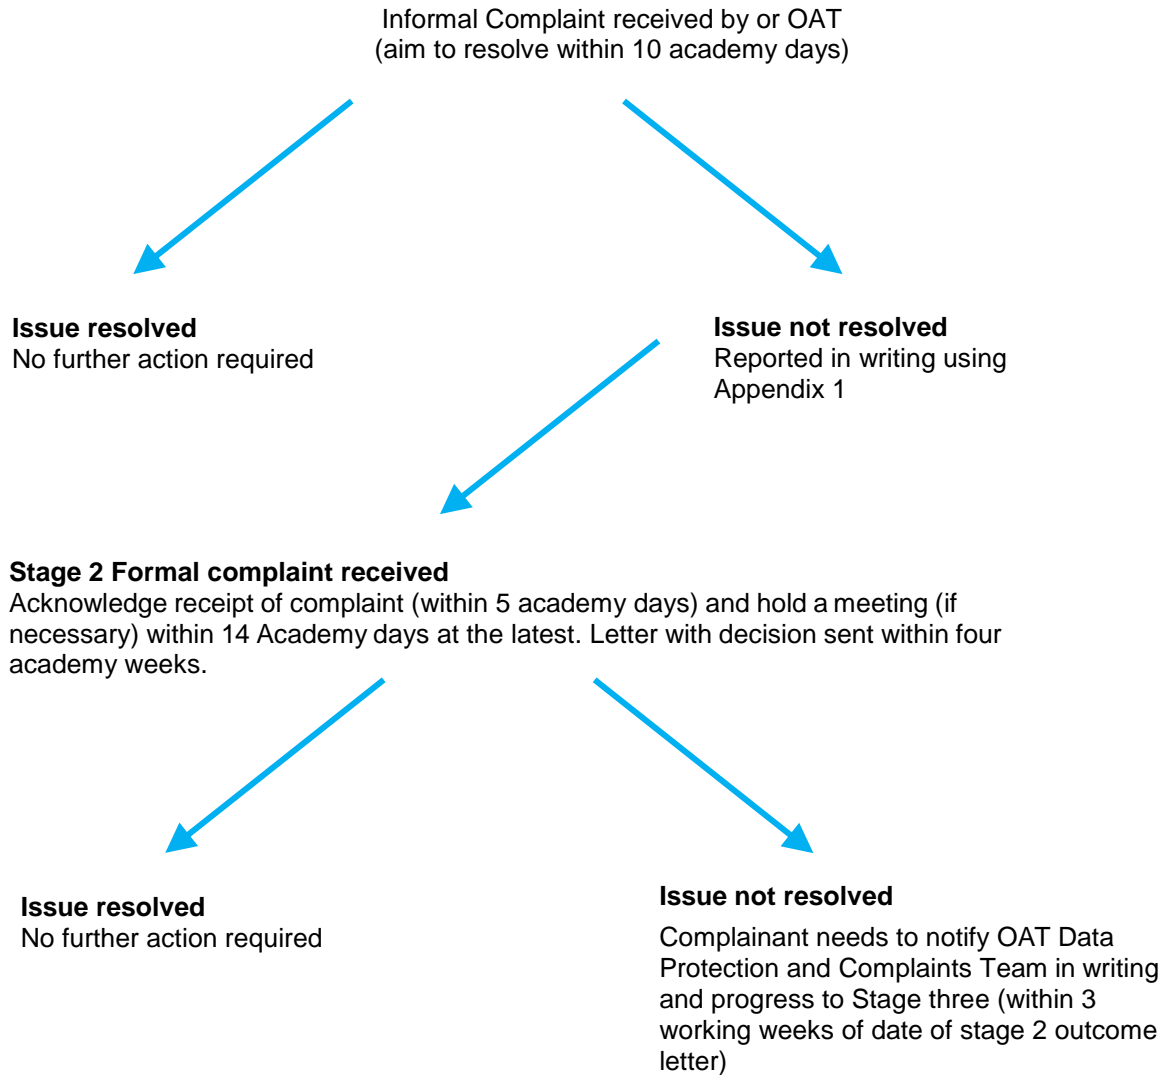 Informal Complaint received by or OAT
(aim to resolve within 10 academy days)
Issue resolved
No further action required
Issue not resolved
Reported in writing using
Appendix 1
Stage 2 Formal complaint received
Acknowledge receipt of complaint (within 5 academy days) and hold a meeting (if
necessary) within 14 Academy days at the latest. Letter with decision sent within four
academy weeks.
Issue resolved
No further action required
Issue not resolved
Complainant needs to notify OAT Data
Protection and Complaints Team in writing
and progress to Stage three (within 3
working weeks of date of stage 2 outcome
letter)